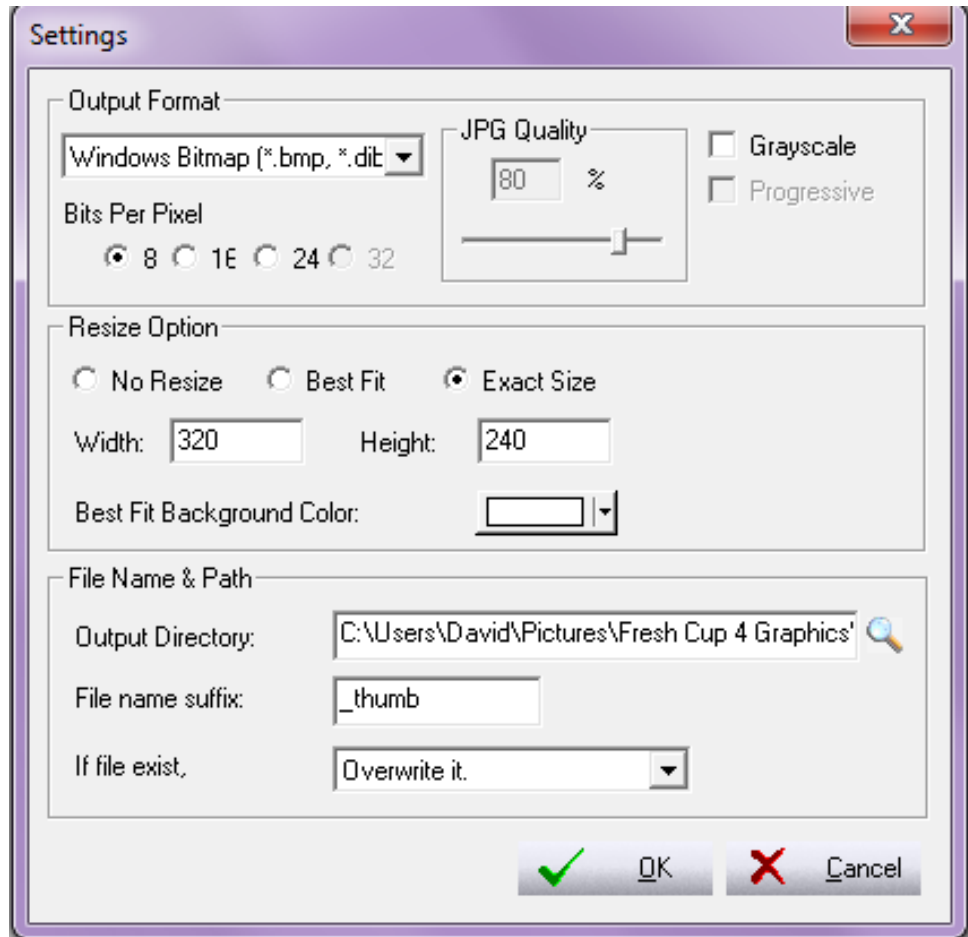 Settings
Output Format
Windows Bitmap (*.bmp, *.dib
JPG Quality
80 %
Grayscale
Progressive
Bits Per Pixel
8 16 24 32
Resize Option
No Resize Best Fit Exact Size
Width: 320 Height: 240
Best Fit Background Color:
File Name & Path
Output Directory: C:\Users\David\Pictures\Fresh Cup 4 Graphics\
File name suffix: _thumb
If file exist, Overwrite it.
OK Cancel